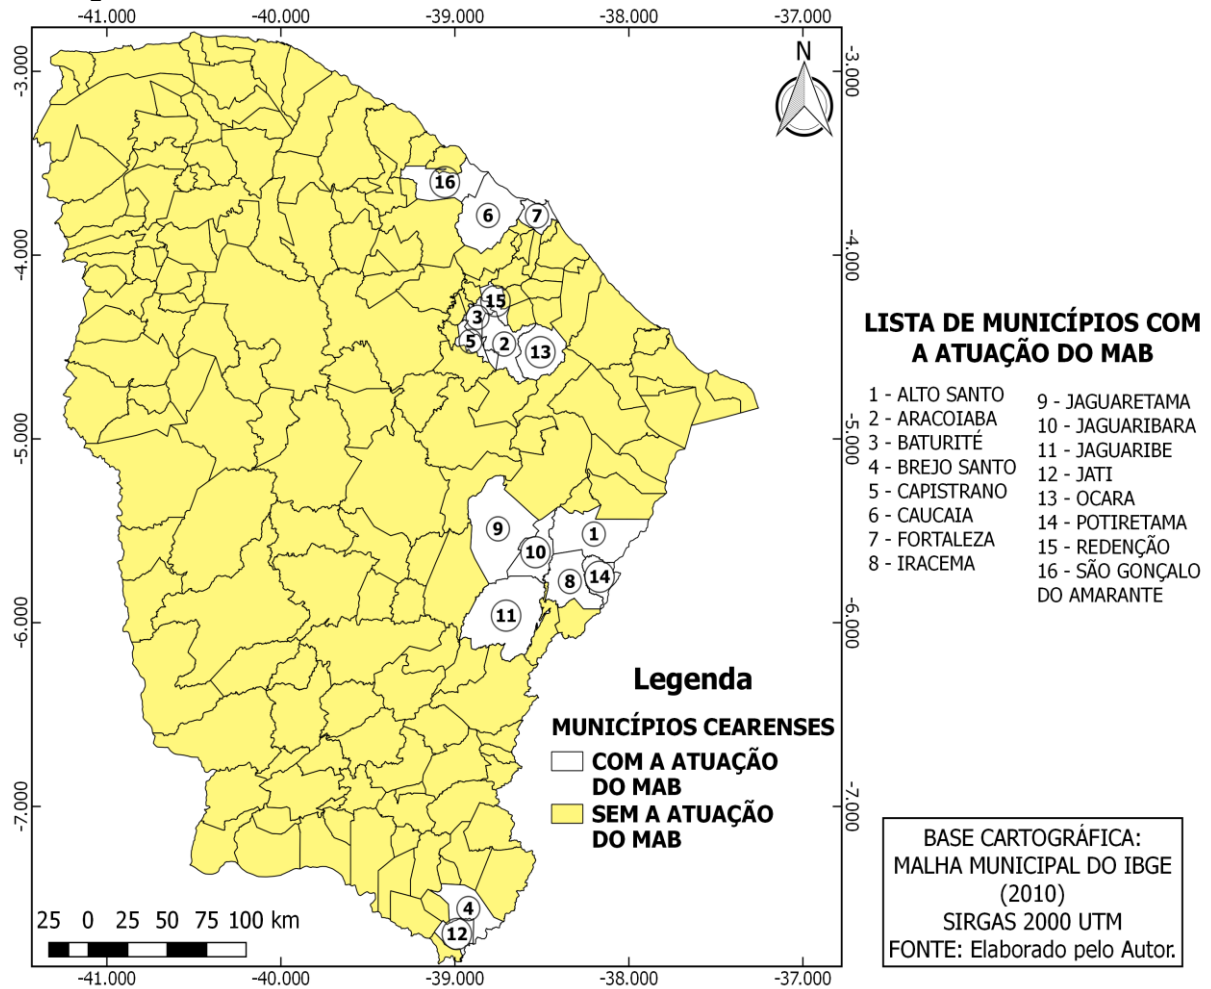 -41.000
-40.000
-39.000
-38.000
-37.000
-3.000
-3.000
N
16
6
7
-4.000
-4.000
15
3
5
2
13
LISTA DE MUNICÍPIOS COM
A ATUAÇÃO DO MAB
1 - ALTO SANTO
2 - ARACOIABA
3 - BATURITÉ
4 - BREJO SANTO
5 - CAPISTRANO
6 - CAUCAIA
7 - FORTALEZA
8 - IRACEMA
9 - JAGUARETAMA
10 - JAGUARIBARA
11 - JAGUARIBE
12 - JATI
13 - OCARA
14 - POTIRETAMA
15 - REDENÇÃO
16 - SÃO GONÇALO
DO AMARANTE
-5.000
-5.000
9
1
10
8
14
11
-6.000
-6.000
Legenda
MUNICÍPIOS CEARENSES
COM A ATUAÇÃO
DO MAB
SEM A ATUAÇÃO
DO MAB
-7.000
-7.000
4
12
25 0 25 50 75 100 km
BASE CARTOGRÁFICA:
MALHA MUNICIPAL DO IBGE
(2010)
SIRGAS 2000 UTM
FONTE: Elaborado pelo Autor.
-41.000
-40.000
-39.000
-38.000
-37.000